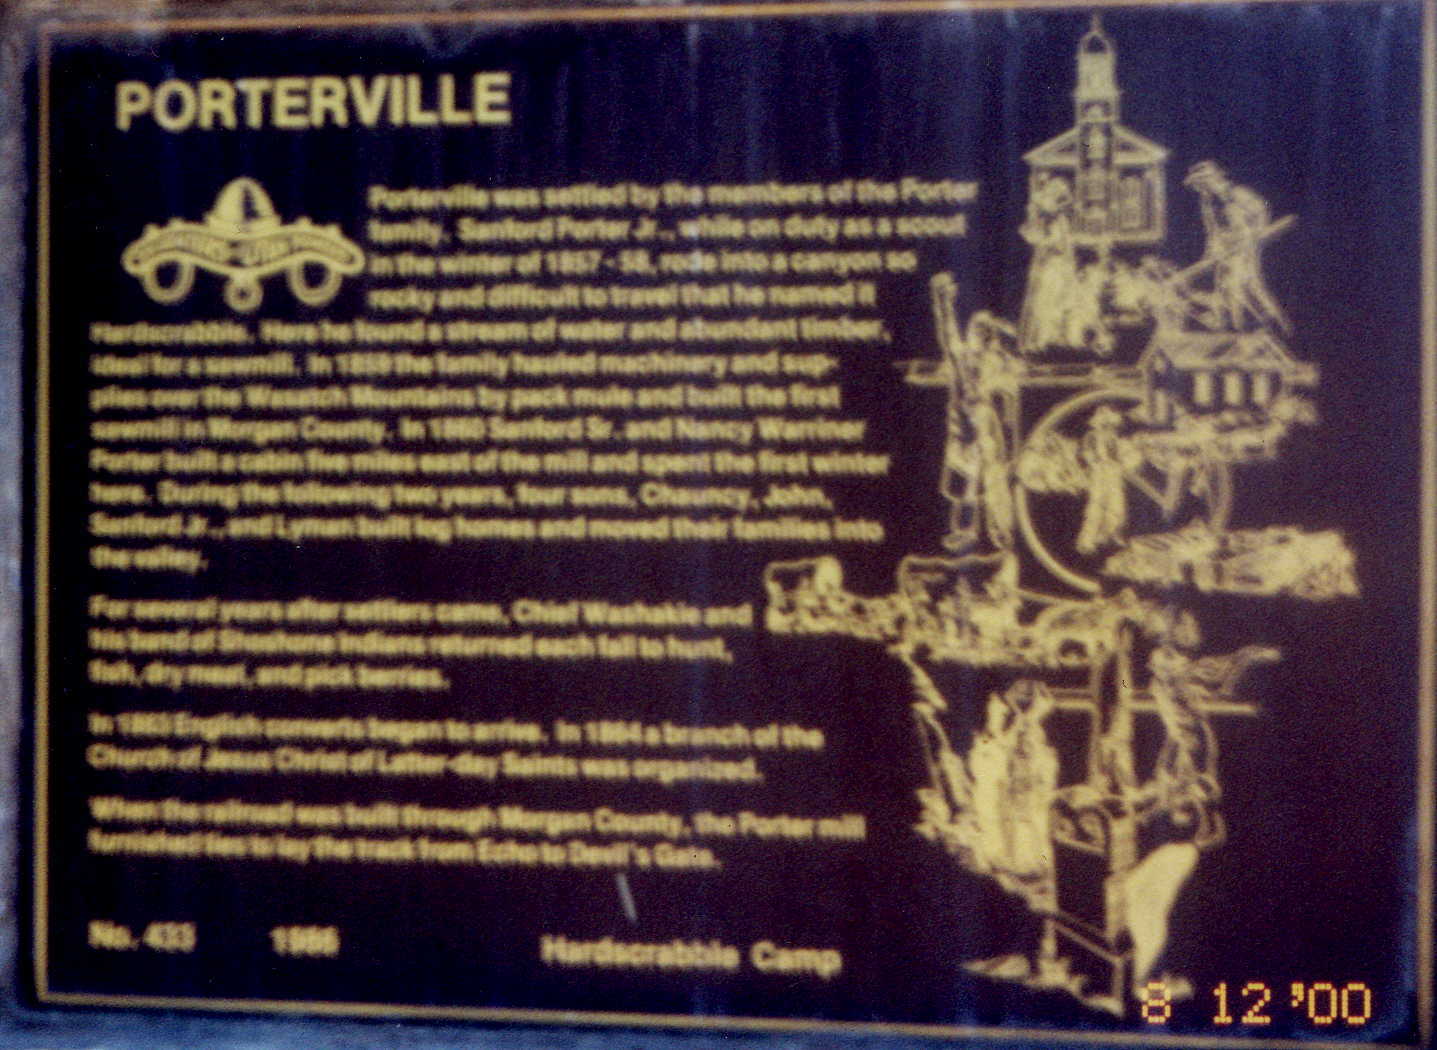 PORTERVILLE
Porterville was settled by the members of the Porter
family. Sanford Porter Jr., while on duty as a scout
in the winter of 1857-58, rode into a canyon so
rocky and difficult to travel that he named it
Hardscrabble. Here he found a stream of water and abundant timber,
ideal for a sawmill. In 1859 the family hauled machinery and sup-
plies over the Wasatch Mountains by pack mule and built the first
sawmill in Morgan County. In 1860 Sanford Sr. and Nancy Warriner
Porter built a cabin five miles east of the mill and spent the first winter
here. During the following two years, four sons, Chauncy, John,
Sanford Jr., and Lyman built log homes and moved their families into
the valley.
For several years after settlers came, Chief Washakie and
his band of Shoshone Indians returned each fall to hunt,
fish, dry meat, and pick berries.
In 1863 English converts began to arrive. In 1864 a branch of the
Church of Jesus Christ of Latter-day Saints was organized.
When the railroad was built through Morgan County, the Porter mill
furnished ties to lay the track from Echo to Devil's Gate.
No. 433 1986 Hardscrabble Camp
8 12 '00